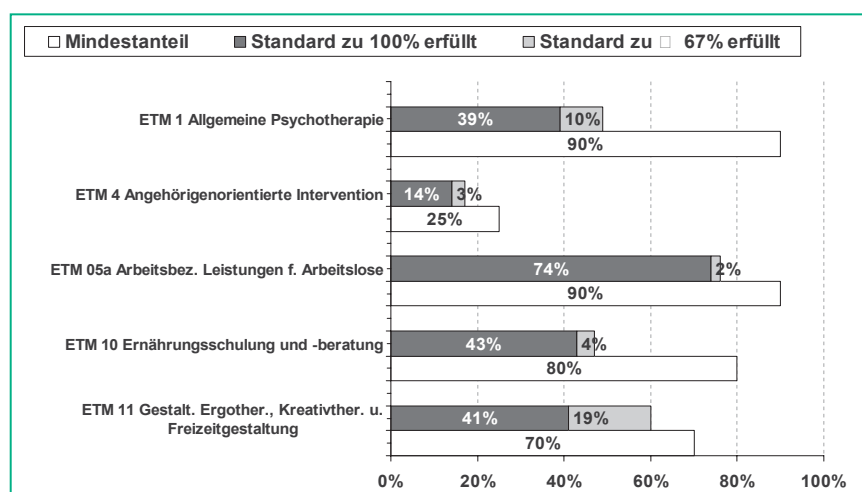 Mindestanteil Standard zu 100% erfüllt Standard zu □ 67% erfüllt
ETM 1 Allgemeine Psychotherapie 39% 10%
90%
ETM 4 Angehörigenorientierte Intervention 14% 3%
25%
ETM 05a Arbeitsbez. Leistungen f. Arbeitslose 74% 2%
90%
ETM 10 Ernährungsschulung und -beratung 43% 4%
80%
ETM 11 Gestalt. Ergother., Kreativther. u. 41% 19%
Freizeitgestaltung
70%
0% 20% 40% 60% 80% 100%